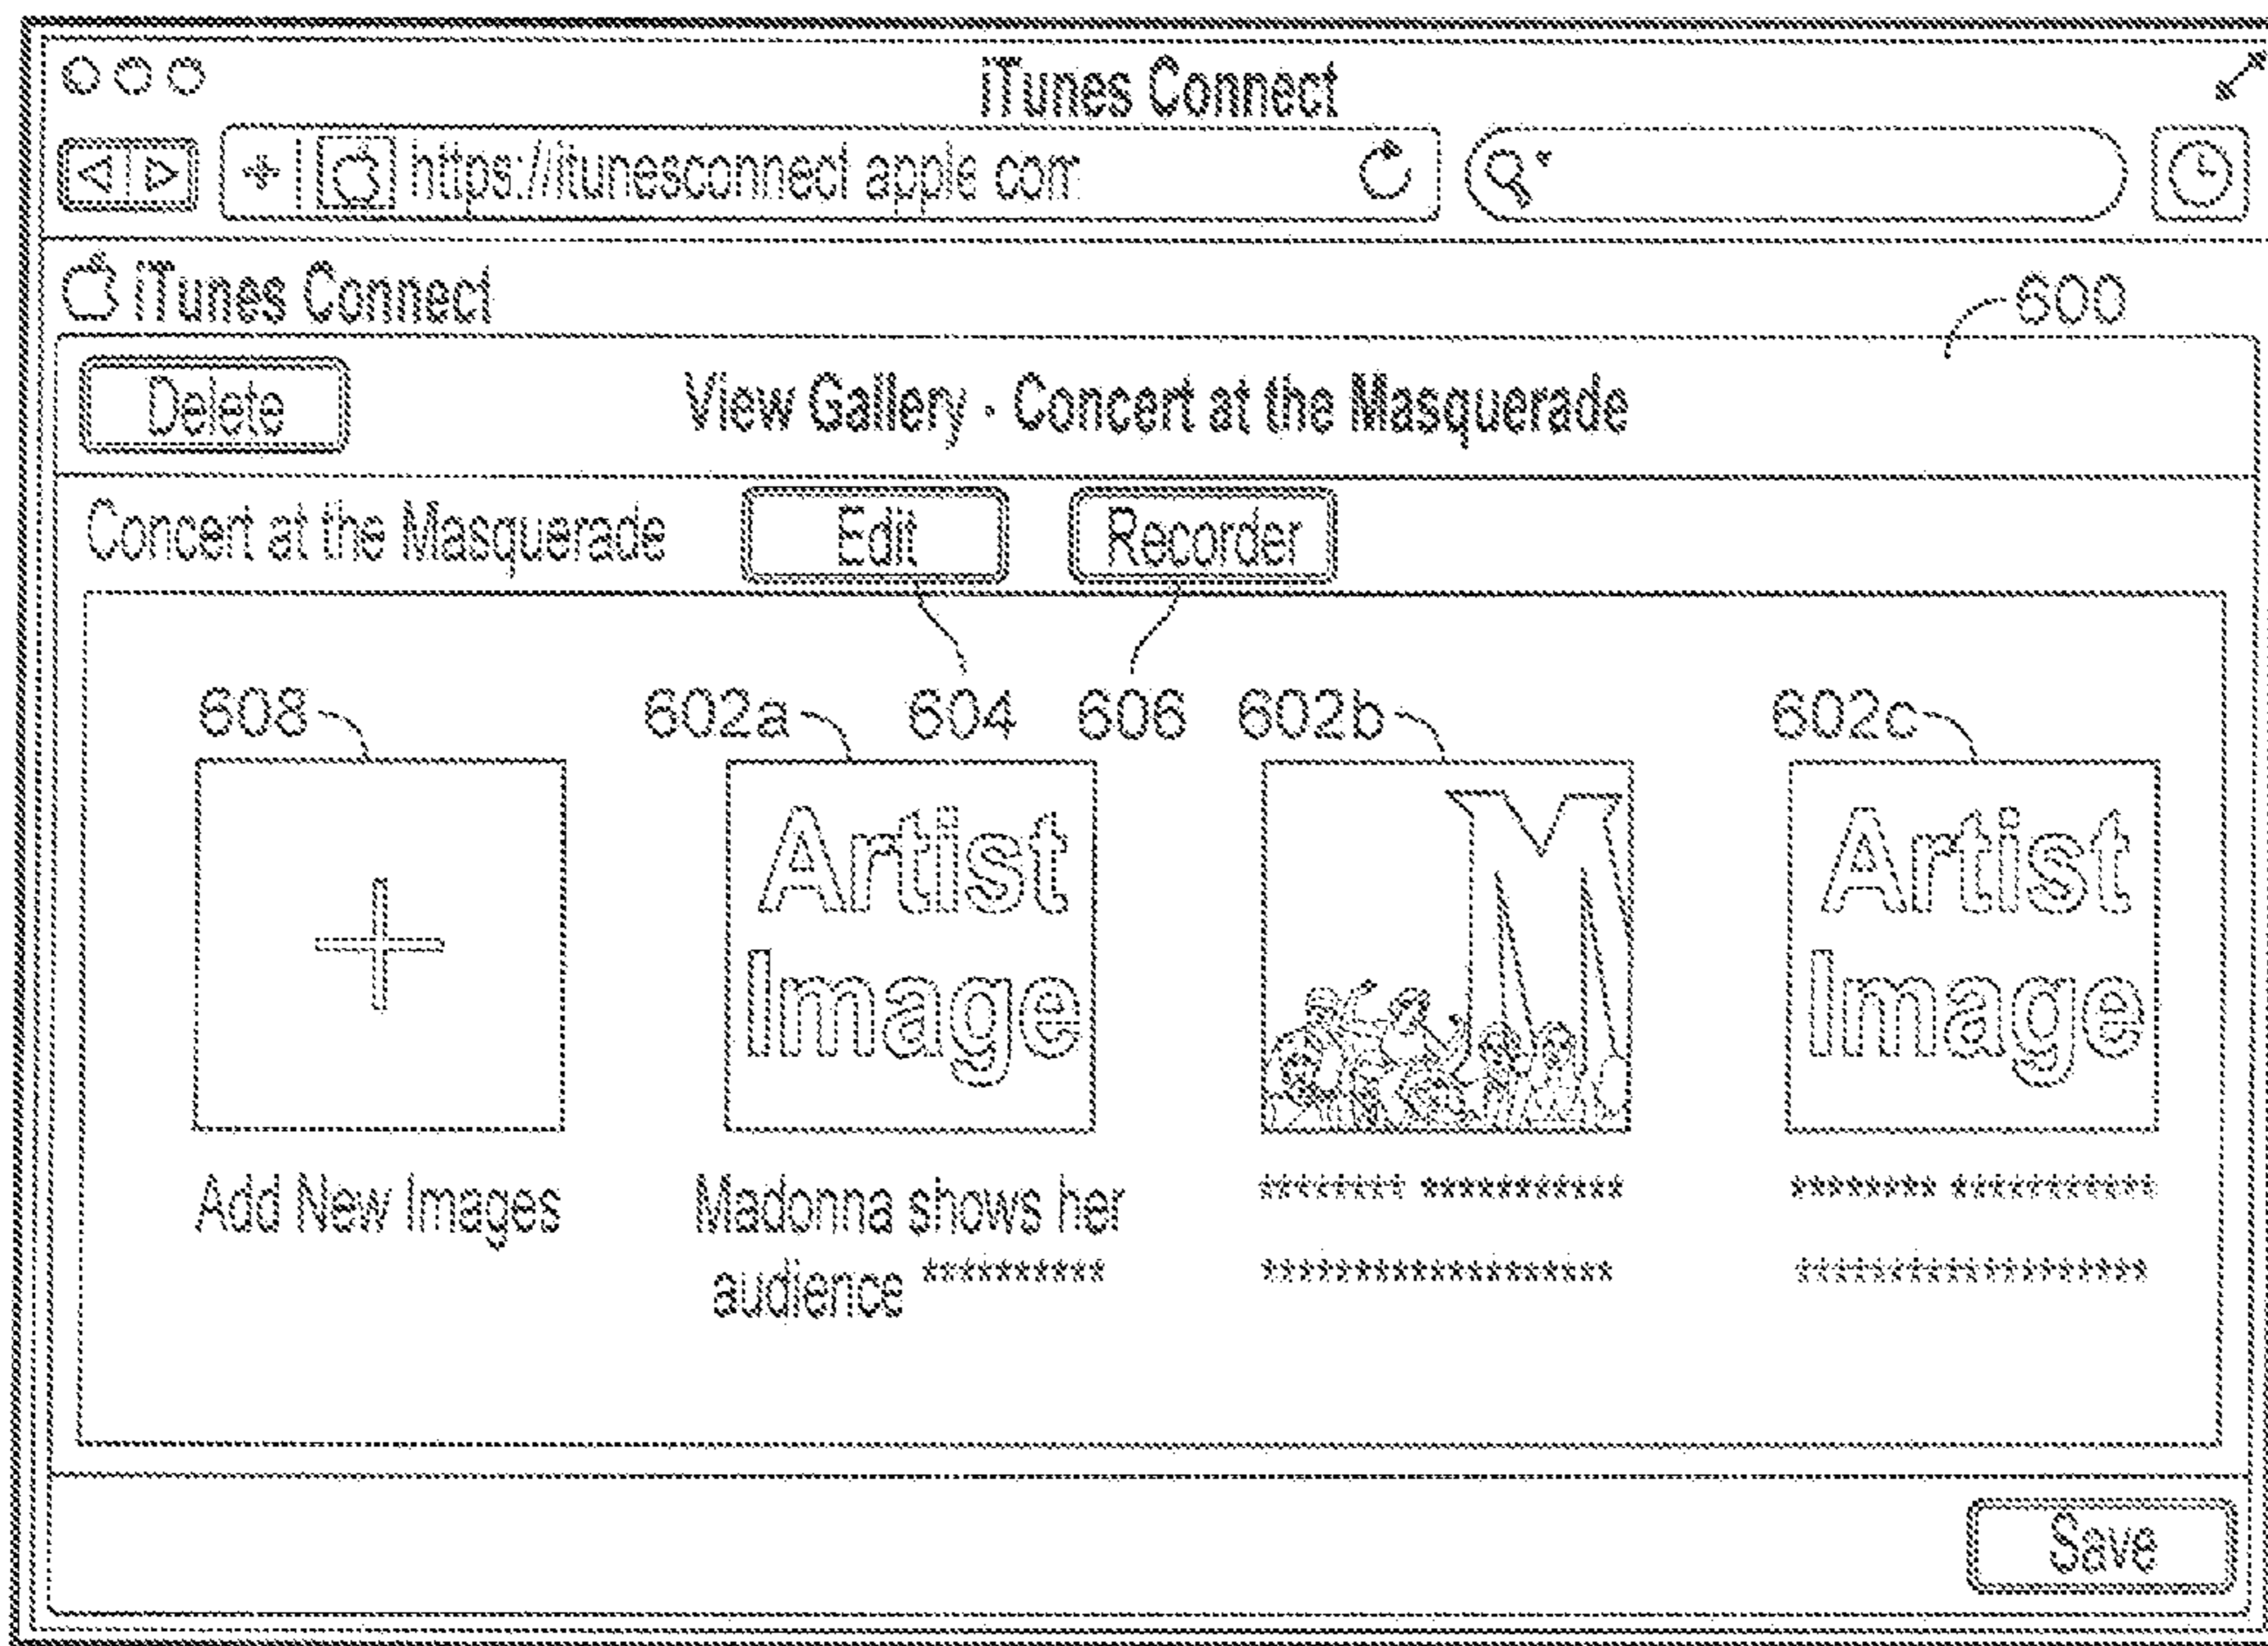 iTunes Connect
https://itunesconnect.apple.com
iTunes Connect
600
Delete
View Gallery - Concert at the Masquerade
Concert at the Masquerade
Edit
Recorder
608
602a
604
606
602b
602c
Artist
Image
M
Artist
Image
Add New Images
Madonna shows her
audience **********
******** ***********
*******************
******** ***********
*******************
Save